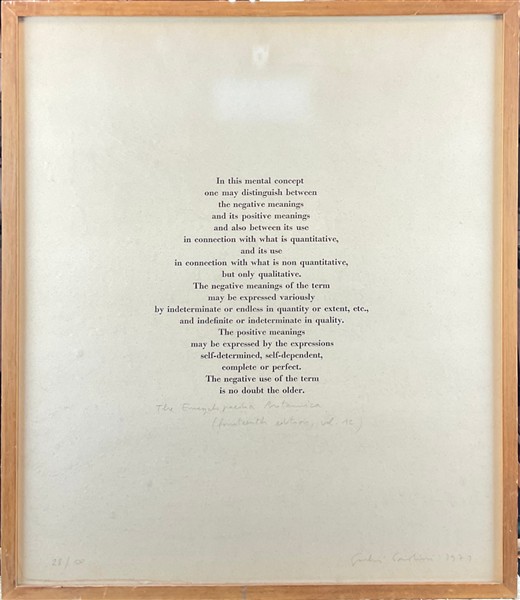 In this mental concept
one may distinguish between
the negative meanings
and its positive meanings
and also between its use
in connection with what is quantitative,
and its use
in connection with what is non quantitative,
but only qualitative.
The negative meanings of the term
may be expressed variously
by indeterminate or endless in quantity or extent, etc.,
and indefinite or indeterminate in quality.
The positive meanings
may be expressed by the expressions
self-determined, self-dependent,
complete or perfect.
The negative use of the term
is no doubt the older.
The Encyclopaedia Britannica
(fourteenth edition, vol. 12)